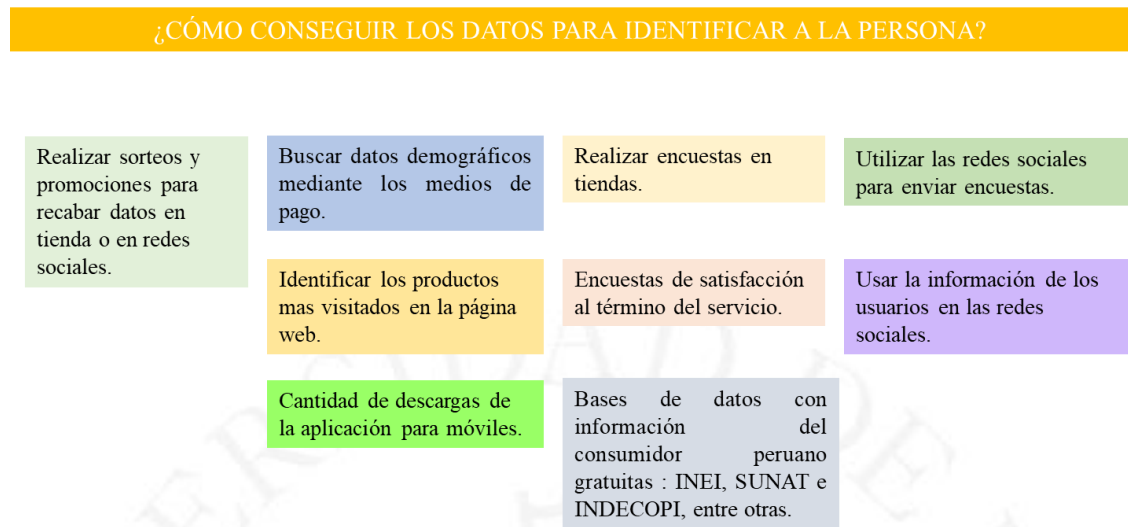 ¿CÓMO CONSEGUIR LOS DATOS PARA IDENTIFICAR A LA PERSONA?
Realizar sorteos y
promociones para
recabar datos en
tienda o en redes
sociales.
Buscar datos demográficos
mediante los medios de
pago.
Realizar encuestas en
tiendas.
Utilizar las redes sociales
para enviar encuestas.
Identificar los productos
mas visitados en la página
web.
Encuestas de satisfacción
al término del servicio.
Usar la información de los
usuarios en las redes
sociales.
Cantidad de descargas de
la aplicación para móviles.
Bases de datos con
información del
consumidor peruano
gratuitas : INEI, SUNAT e
INDECOPI, entre otras.